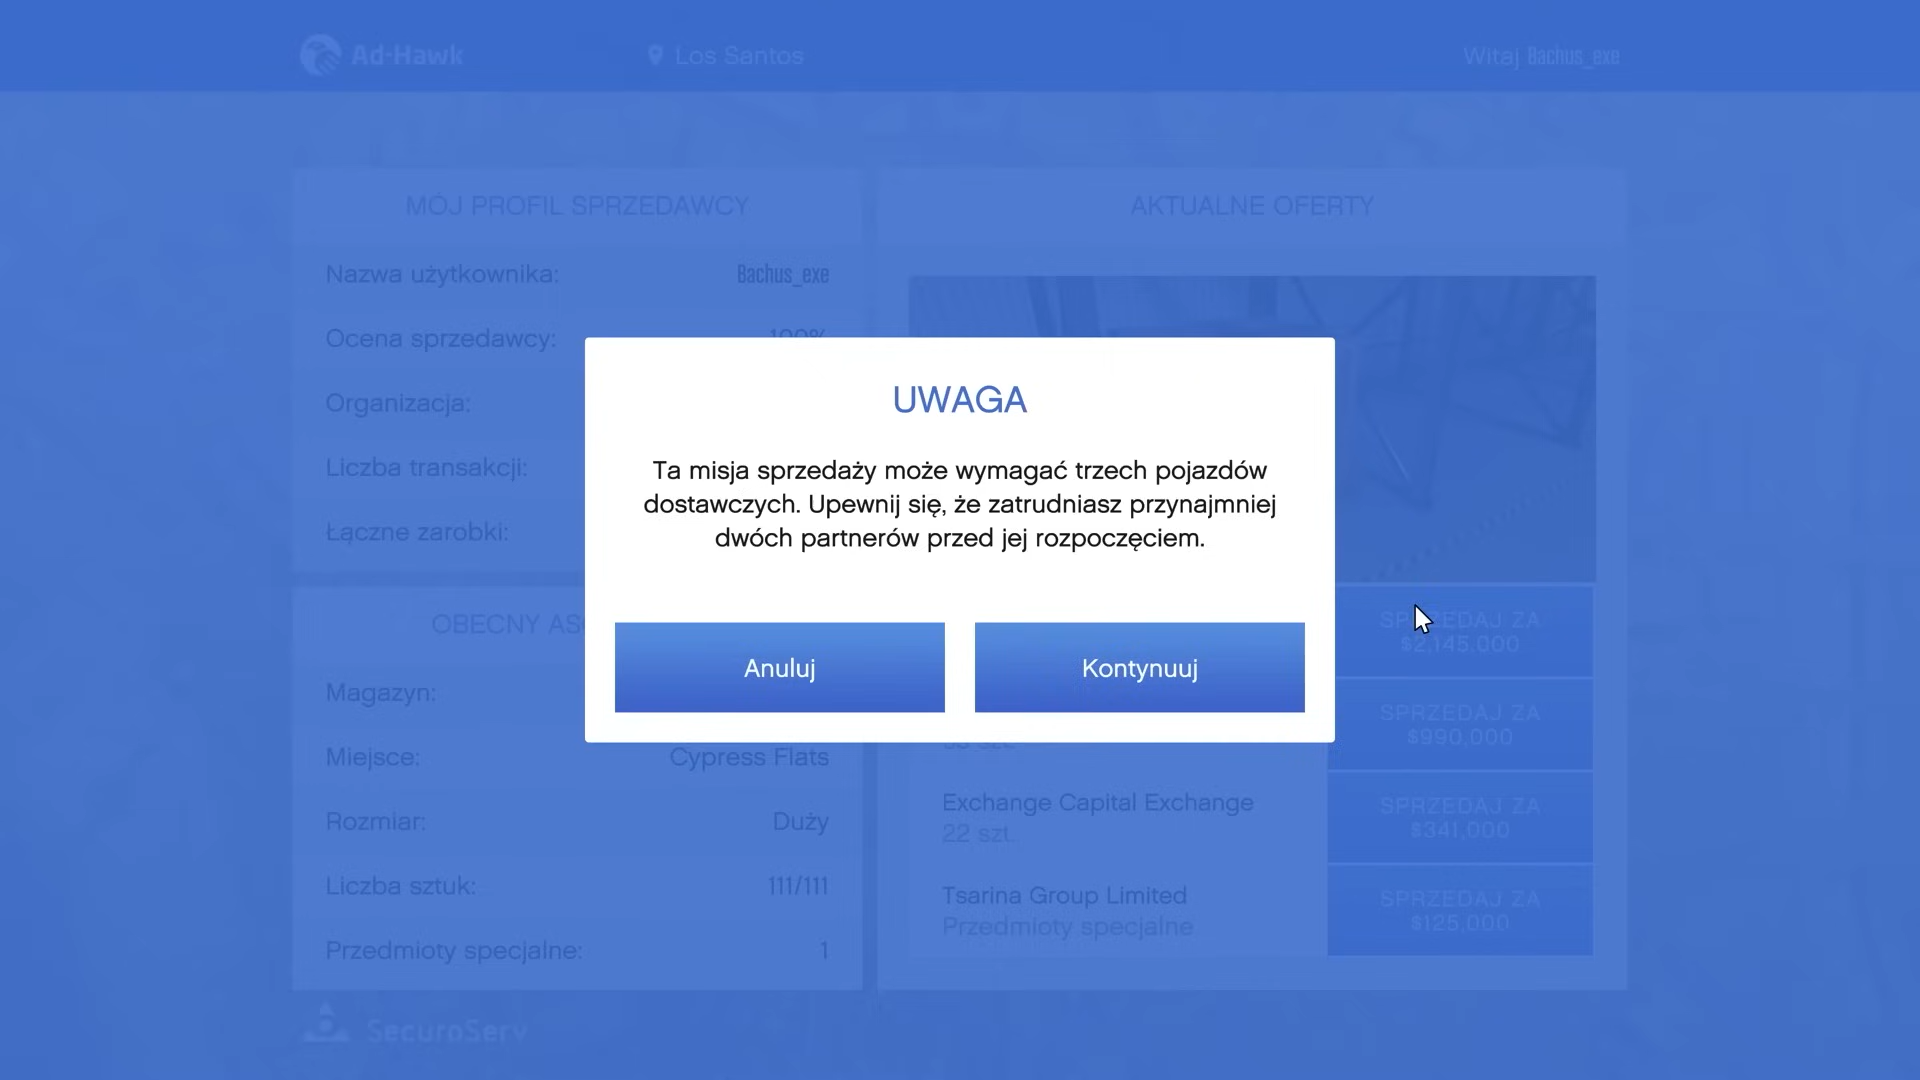 Ad-Hawk
Los Santos
Witaj Bachus_exe
MÓJ PROFIL SPRZEDAWCY
Nazwa użytkownika: Bachus_exe
Ocena sprzedawcy: 100%
Organizacja:
Liczba transakcji:
Łączne zarobki:
AKTUALNE OFERTY
UWAGA
Ta misja sprzedaży może wymagać trzech pojazdów
dostawczych. Upewnij się, że zatrudniasz przynajmniej
dwóch partnerów przed jej rozpoczęciem.
Anuluj
Kontynuuj
OBECNY
Magazyn:
Miejsce: Cypress Flats
Rozmiar: Duży
Liczba sztuk: 111/111
Przedmioty specjalne: 1
SPRZEDAJ ZA
$2,145,000
SPRZEDAJ ZA
$990,000
Exchange Capital Exchange
22 szt.
SPRZEDAJ ZA
$341,000
Tsarina Group Limited
Przedmioty specjalne
SPRZEDAJ ZA
$125,000
SecuroServ